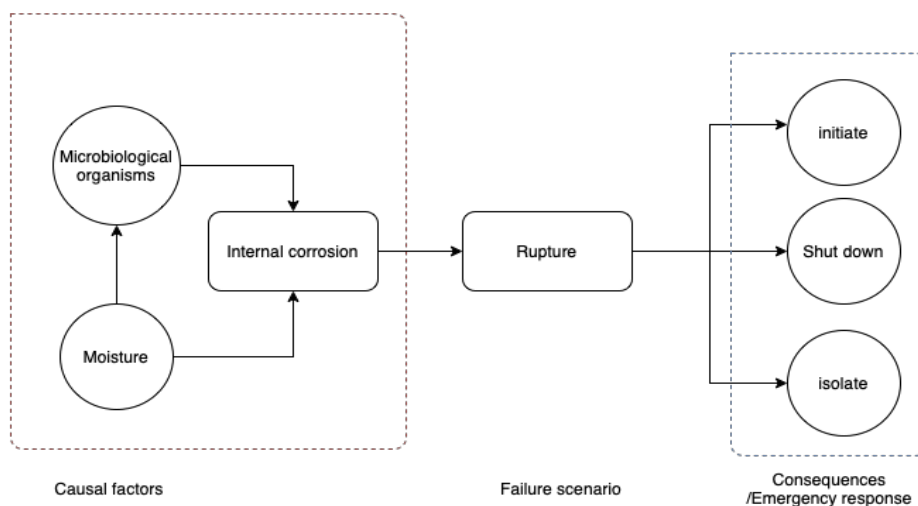 Microbiological
organisms
Moisture
Internal corrosion
Rupture
initiate
Shut down
isolate
Causal factors
Failure scenario
Consequences
/Emergency response